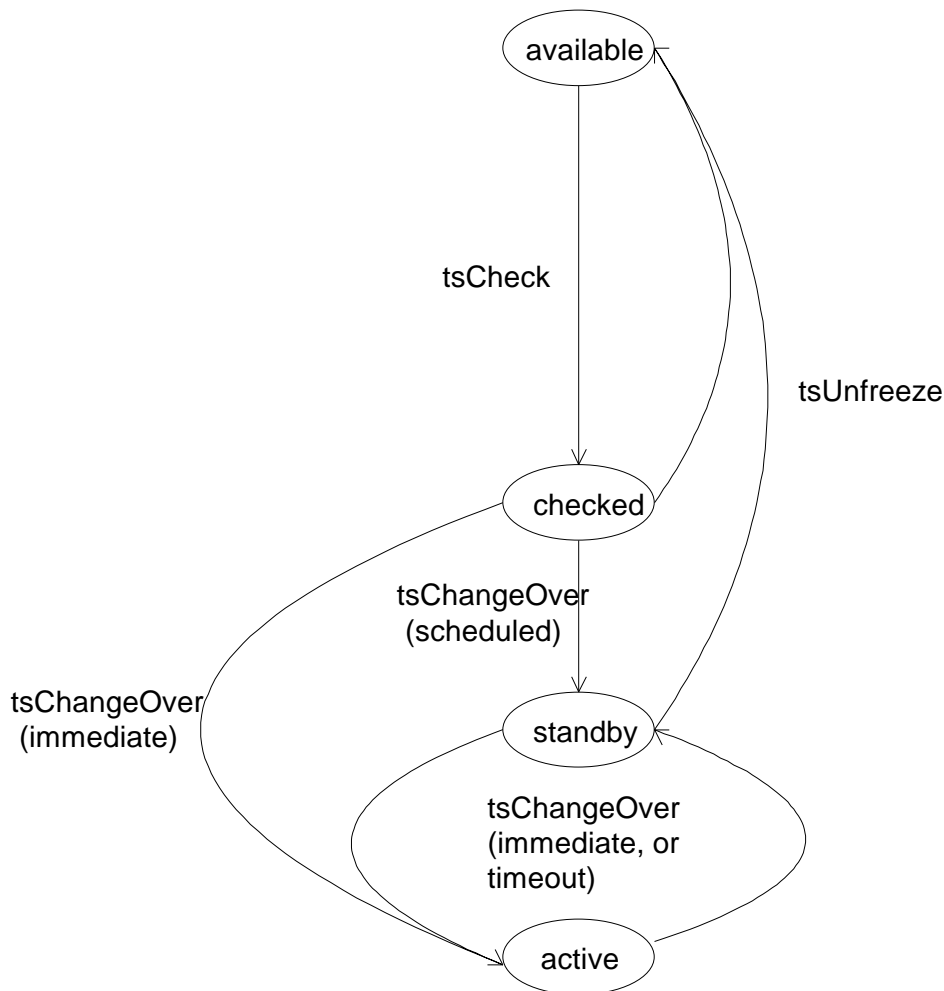 available
tsCheck
tsUnfreeze
checked
tsChangeOver
(scheduled)
tsChangeOver
(immediate)
standby
tsChangeOver
(immediate, or
timeout)
active